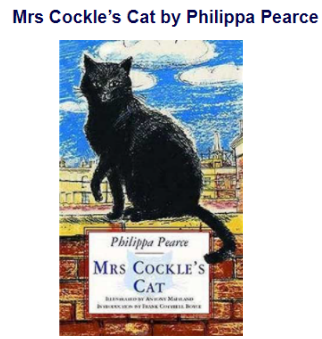 Mrs Cockle’s Cat by Philippa Pearce
Philippa Pearce
MRS COCKLE'S
CAT
ILLUSTRATED BY ANTONY MAITLAND
INTRODUCTION BY FRANK COTTRELL BOYCE